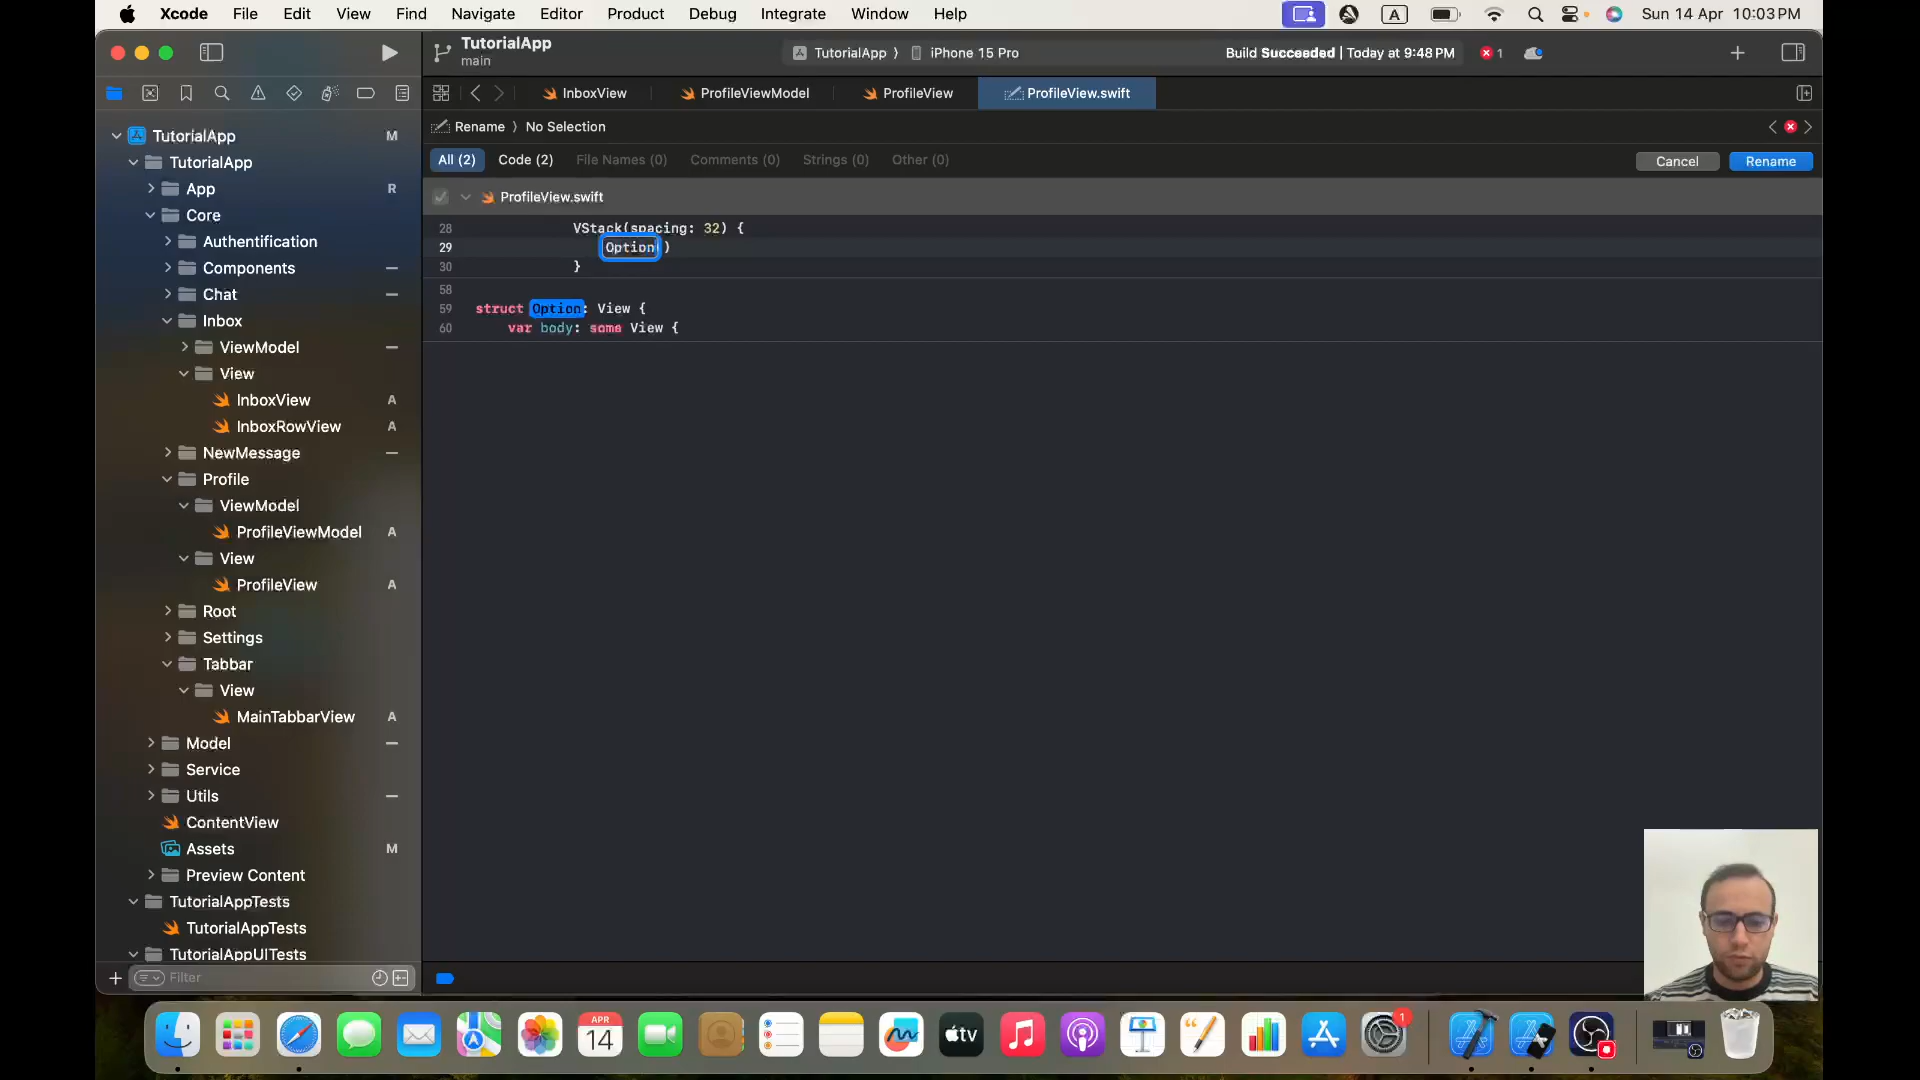 Xcode File Edit View Find Navigate Editor Product Debug Integrate Window Help
A
Sun 14 Apr 10:03 PM
TutorialApp
main
TutorialApp ⟩ iPhone 15 Pro
Build Succeeded | Today at 9:48 PM
1
InboxView
ProfileViewModel
ProfileView
ProfileView.swift
Rename ⟩ No Selection
All (2) Code (2) File Names (0) Comments (0) Strings (0) Other (0)
Cancel Rename
ProfileView.swift
28 VStack(spacing: 32) {
29 Option )
30 }
58
59 struct Option: View {
60 var body: some View {
TutorialApp M
TutorialApp
App R
Core
Authentification
Components
Chat
Inbox
ViewModel
View
InboxView A
InboxRowView A
NewMessage
Profile
ViewModel
ProfileViewModel A
View
ProfileView A
Root
Settings
Tabbar
View
MainTabbarView A
Model
Service
Utils
ContentView
Assets M
Preview Content
TutorialAppTests
TutorialAppTests
TutorialAppUITests
Filter
APR
14
tv
1